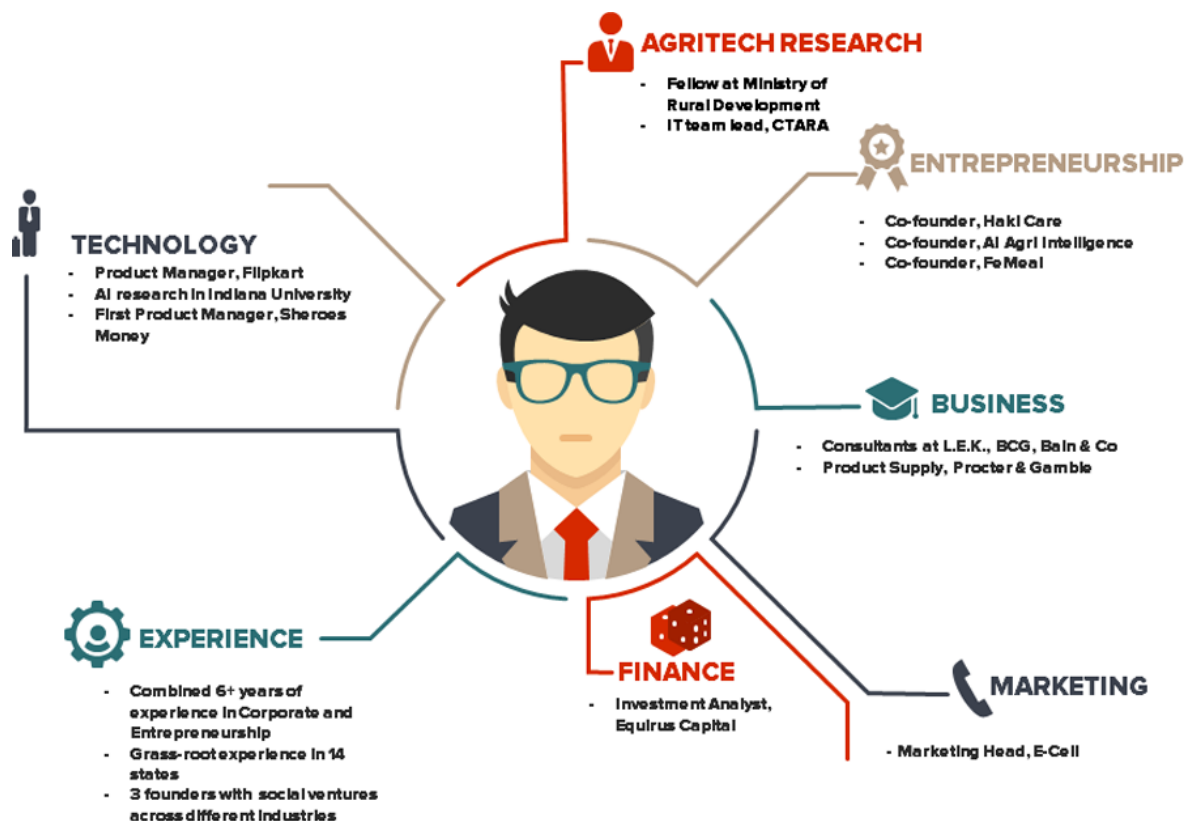 AGRITECH RESEARCH
- Fellow at Ministry of
Rural Development
- IT team lead, CTARA
ENTREPRENEURSHIP
- Co-founder, Haki Care
- Co-founder, AI Agri Intelligence
- Co-founder, FeMeal
TECHNOLOGY
- Product Manager, Flipkart
- AI research in Indiana University
- First Product Manager, Sheroes
Money
BUSINESS
- Consultants at L.E.K., BCG, Bain & Co
- Product Supply, Procter & Gamble
EXPERIENCE
- Combined 6+ years of
experience in Corporate and
Entrepreneurship
- Grass-root experience in 14
states
- 3 founders with social ventures
across different industries
FINANCE
- Investment Analyst,
Equirus Capital
MARKETING
- Marketing Head, E-Cell